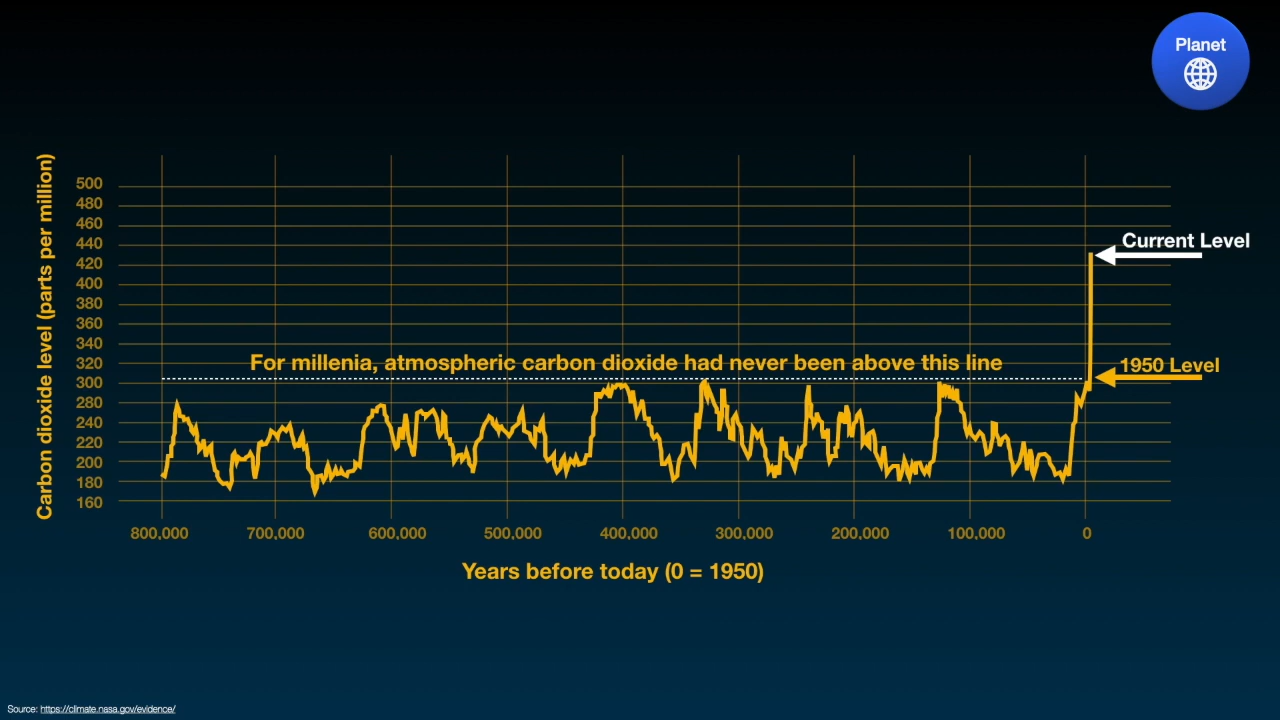 Planet
Carbon dioxide level (parts per million)
500
480
460
440
420
400
380
360
340
320
300
280
240
220
200
180
160
Current Level
For millenia, atmospheric carbon dioxide had never been above this line
1950 Level
800,000 700,000 600,000 500,000 400,000 300,000 200,000 100,000 0
Years before today (0 = 1950)
Source: https://climate.nasa.gov/evidence/